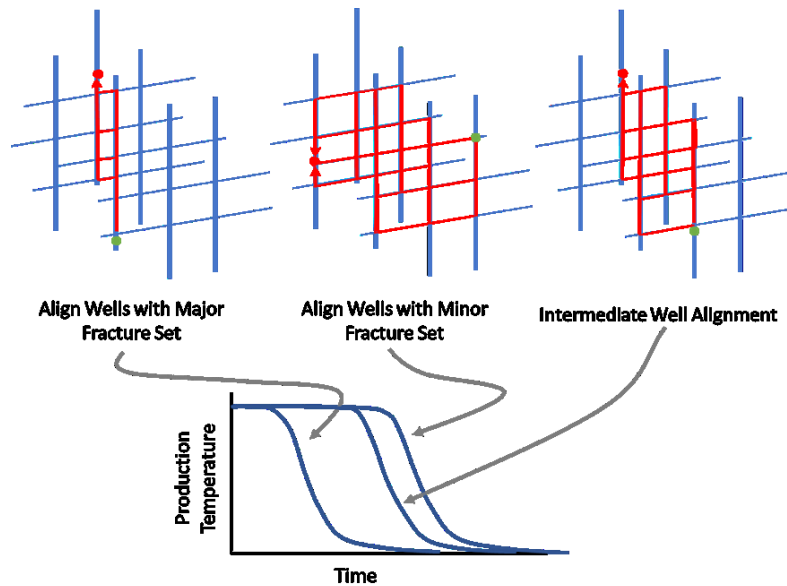 Align Wells with Major
Fracture Set
Align Wells with Minor
Fracture Set
Intermediate Well Alignment
Production
Temperature
Time